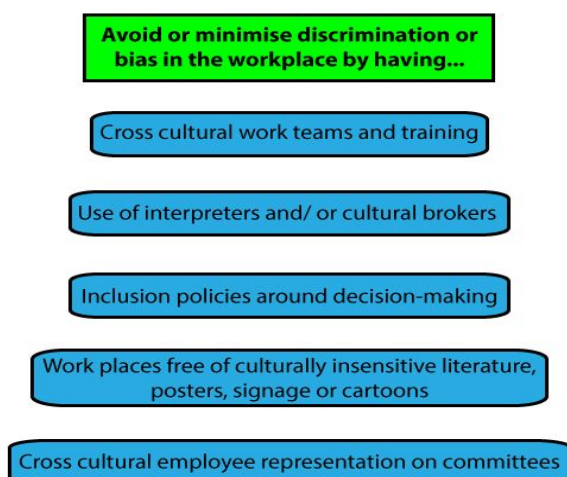 Avoid or minimise discrimination or
bias in the workplace by having...
Cross cultural work teams and training
Use of interpreters and/ or cultural brokers
Inclusion policies around decision-making
Work places free of culturally insensitive literature,
posters, signage or cartoons
Cross cultural employee representation on committees